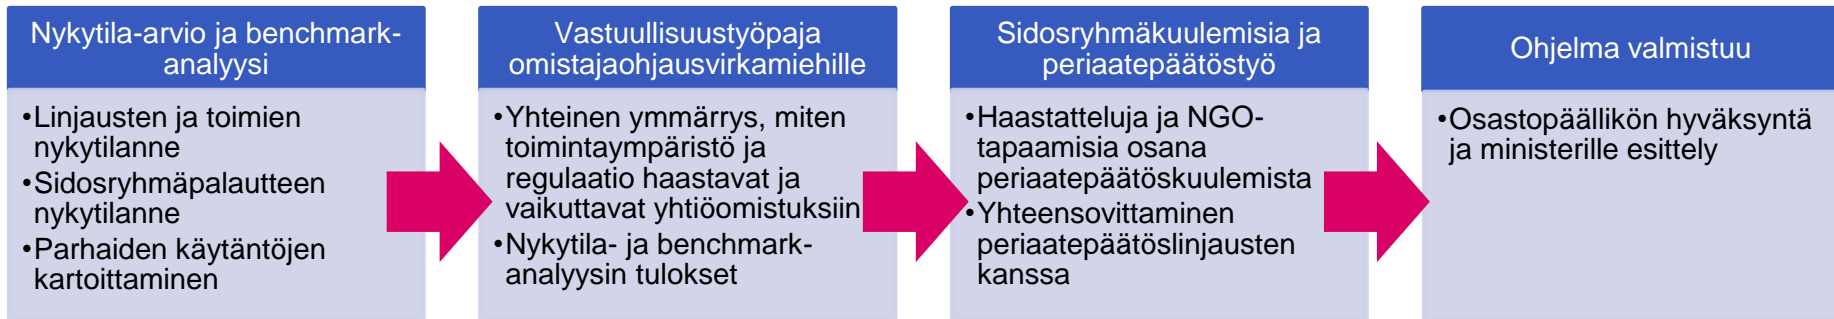 Nykytila-arvio ja benchmark-
analyysi
•Linjausten ja toimien
nykytilanne
•Sidosryhmäpalautteen
nykytilanne
•Parhaiden käytäntöjen
kartoittaminen
Vastuullisuustyöpaja
omistajaohjausvirkamiehille
•Yhteinen ymmärrys, miten
toimintaympäristö ja
regulaatio haastavat ja
vaikuttavat yhtiöomistuksiin
•Nykytila- ja benchmark-
analyysin tulokset
Sidosryhmäkuulemisia ja
periaatepäätöstyö
•Haastatteluja ja NGO-
tapaamisia osana
periaatepäätöskuulemista
•Yhteensovittaminen
periaatepäätöslinjausten
kanssa
Ohjelma valmistuu
•Osastopäällikön hyväksyntä
ja ministerille esittely